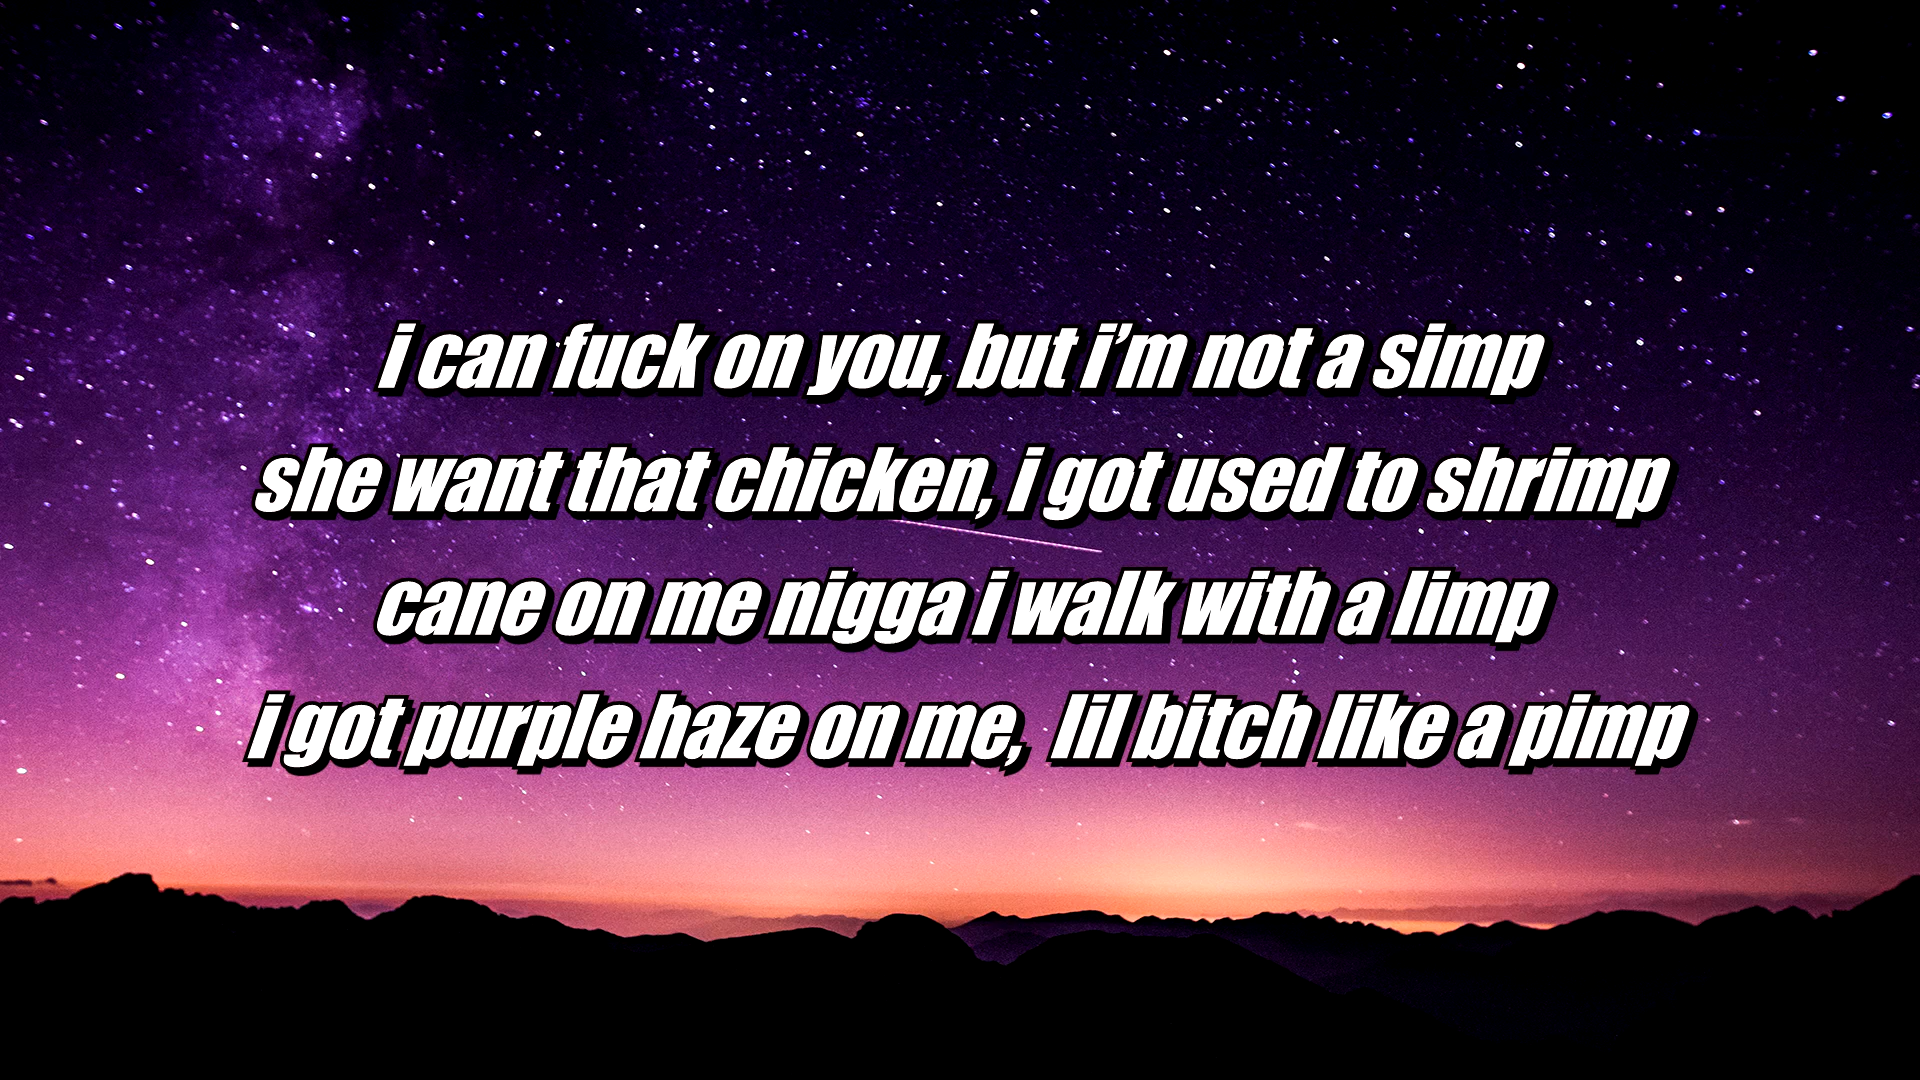 i can fuck on you, but i’m not a simp
she want that chicken, i got used to shrimp
cane on me nigga i walk with a limp
i got purple haze on me,  lil bitch like a pimp